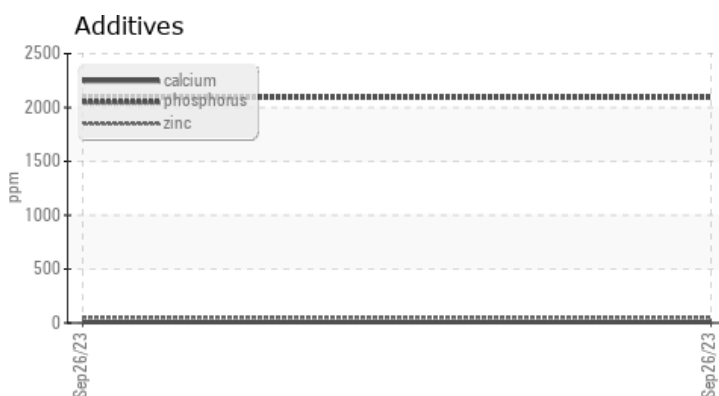 Additives
2500
2000
1500
1000
500
0
ppm
calcium
phosphorus
zinc
Sep26/23
Sep26/23